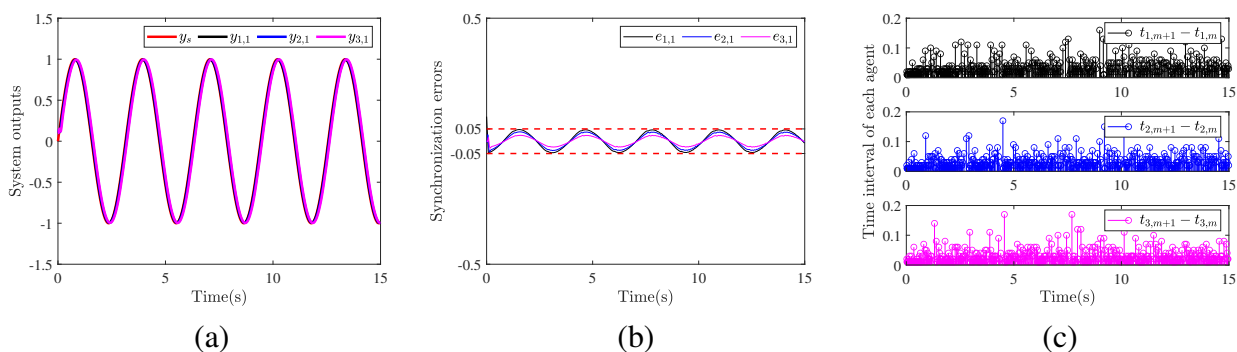 1.5
1
0.5
0
-0.5
-1
-1.5
0
5
10
15
System outputs
Time(s)
y_s y_{1,1} y_{2,1} y_{3,1}
(a)
0.5
0.05
-0.05
-0.5
0
5
10
15
Synchronization errors
Time(s)
e_{1,1} e_{2,1} e_{3,1}
(b)
Time interval of each agent
0.2
0.1
0
0
5
10
15
t_{1,m+1} − t_{1,m}
0.2
0.1
0
0
5
10
15
t_{2,m+1} − t_{2,m}
0.2
0.1
0
0
5
10
15
t_{3,m+1} − t_{3,m}
Time(s)
(c)